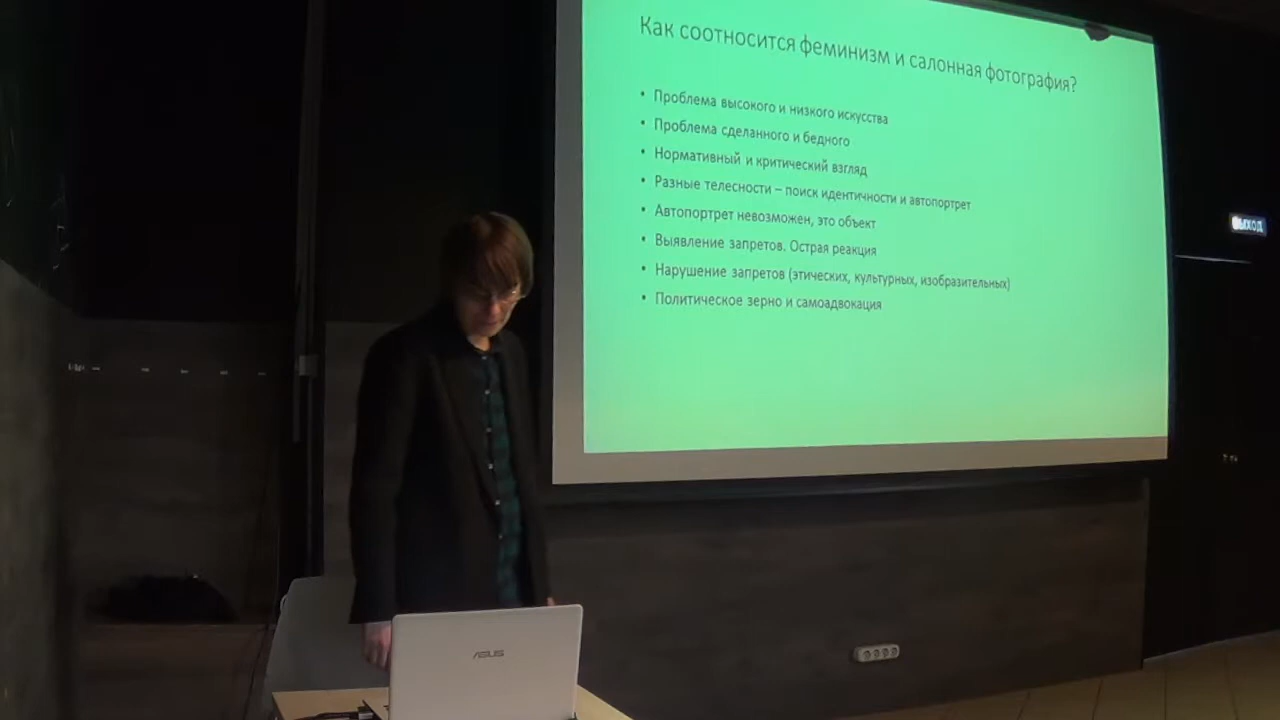 Как соотносится феминизм и салонная фотография?
• Проблема высокого и низкого искусства
• Проблема сделанного и бедного
• Нормативный и критический взгляд
• Разные телесности – поиск идентичности и автопортрет
• Автопортрет невозможен, это объект
• Выявление запретов. Острая реакция
• Нарушение запретов (этических, культурных, изобразительных)
• Политическое зерно и самоадвокация
ВЫХОД
ASUS